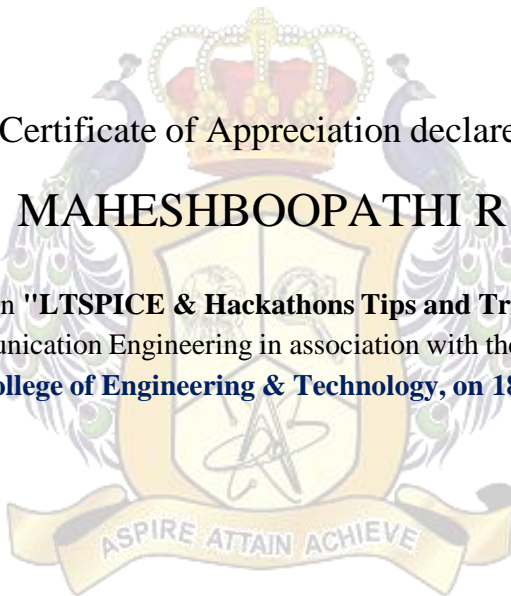 Certificate of Appreciation declare
MAHESHBOOPATHI R
n "LTSPICE & Hackathons Tips and Tr
unication Engineering in association with the
ollege of Engineering & Technology, on 18
ASPIRE ATTAIN ACHIEVE